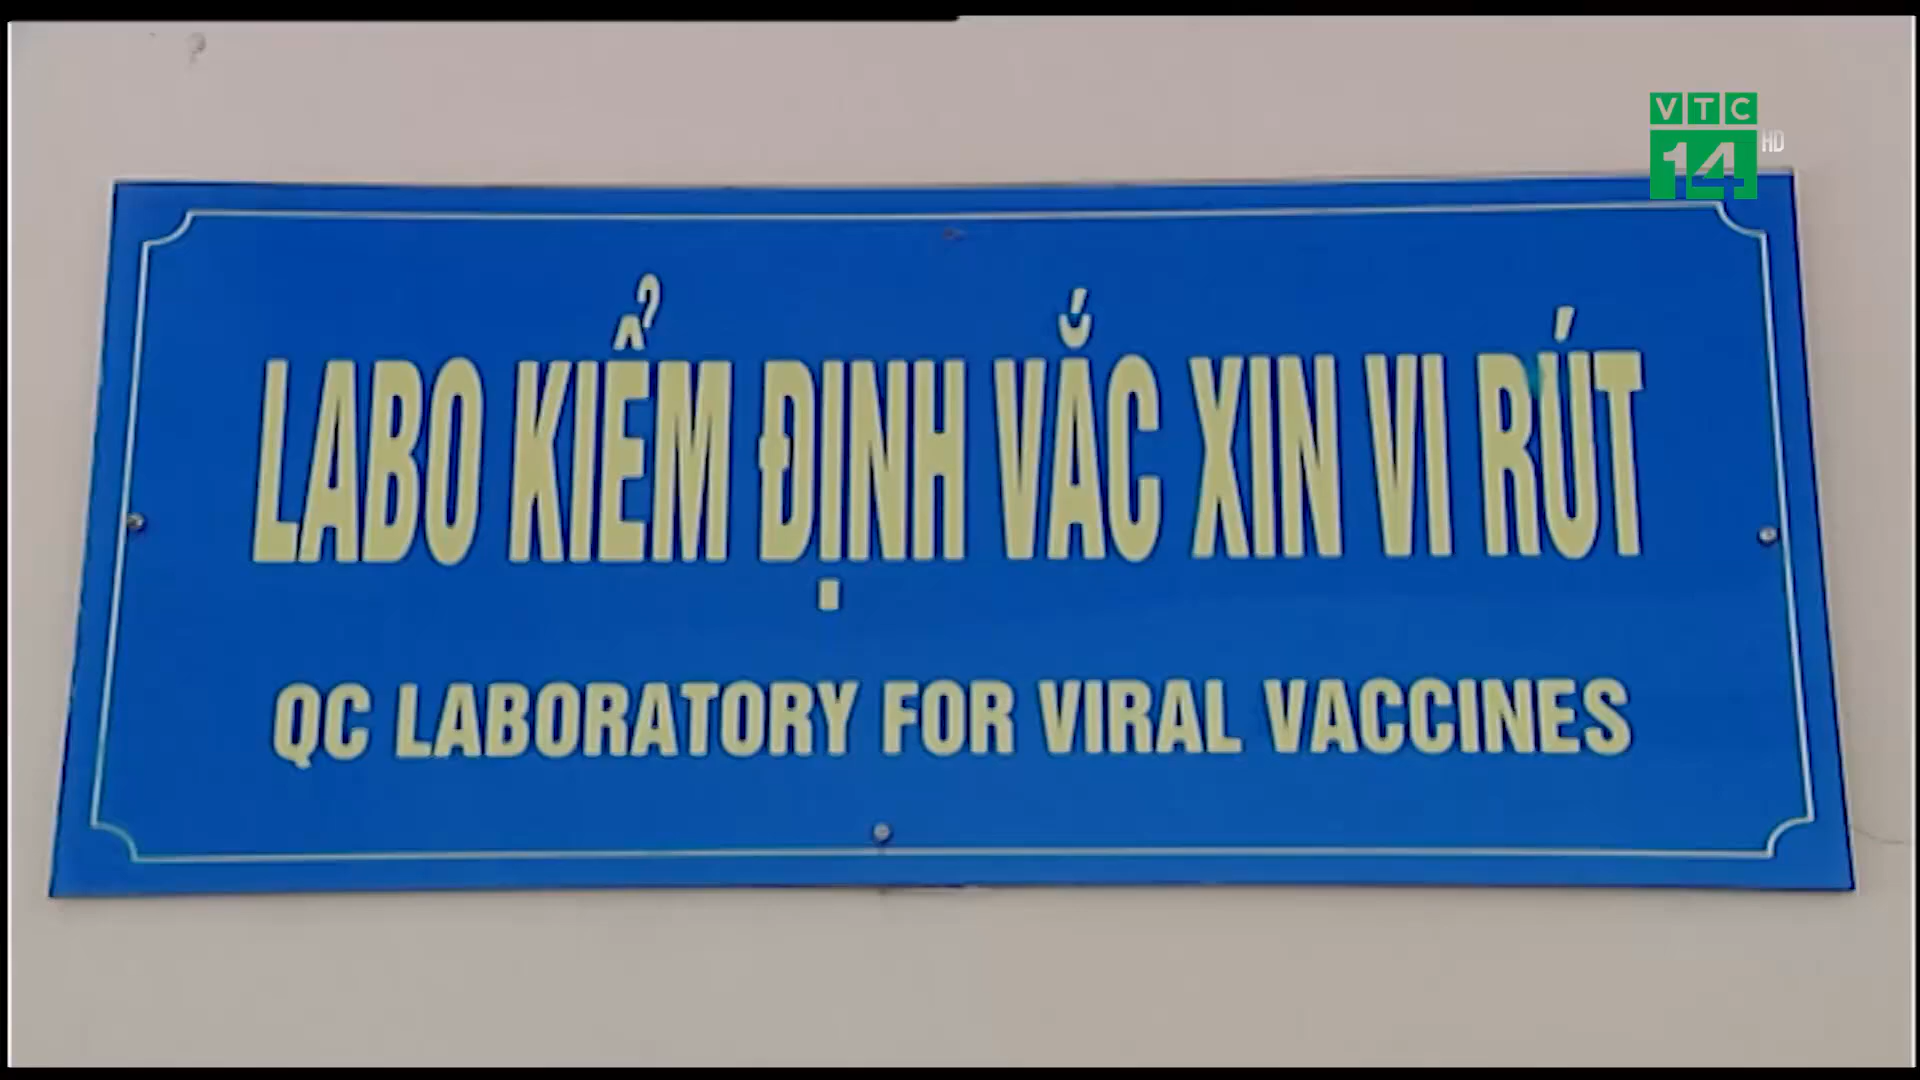 VTC
14 HD
LABO KIỂM ĐỊNH VẮC XIN VI RÚT
QC LABORATORY FOR VIRAL VACCINES